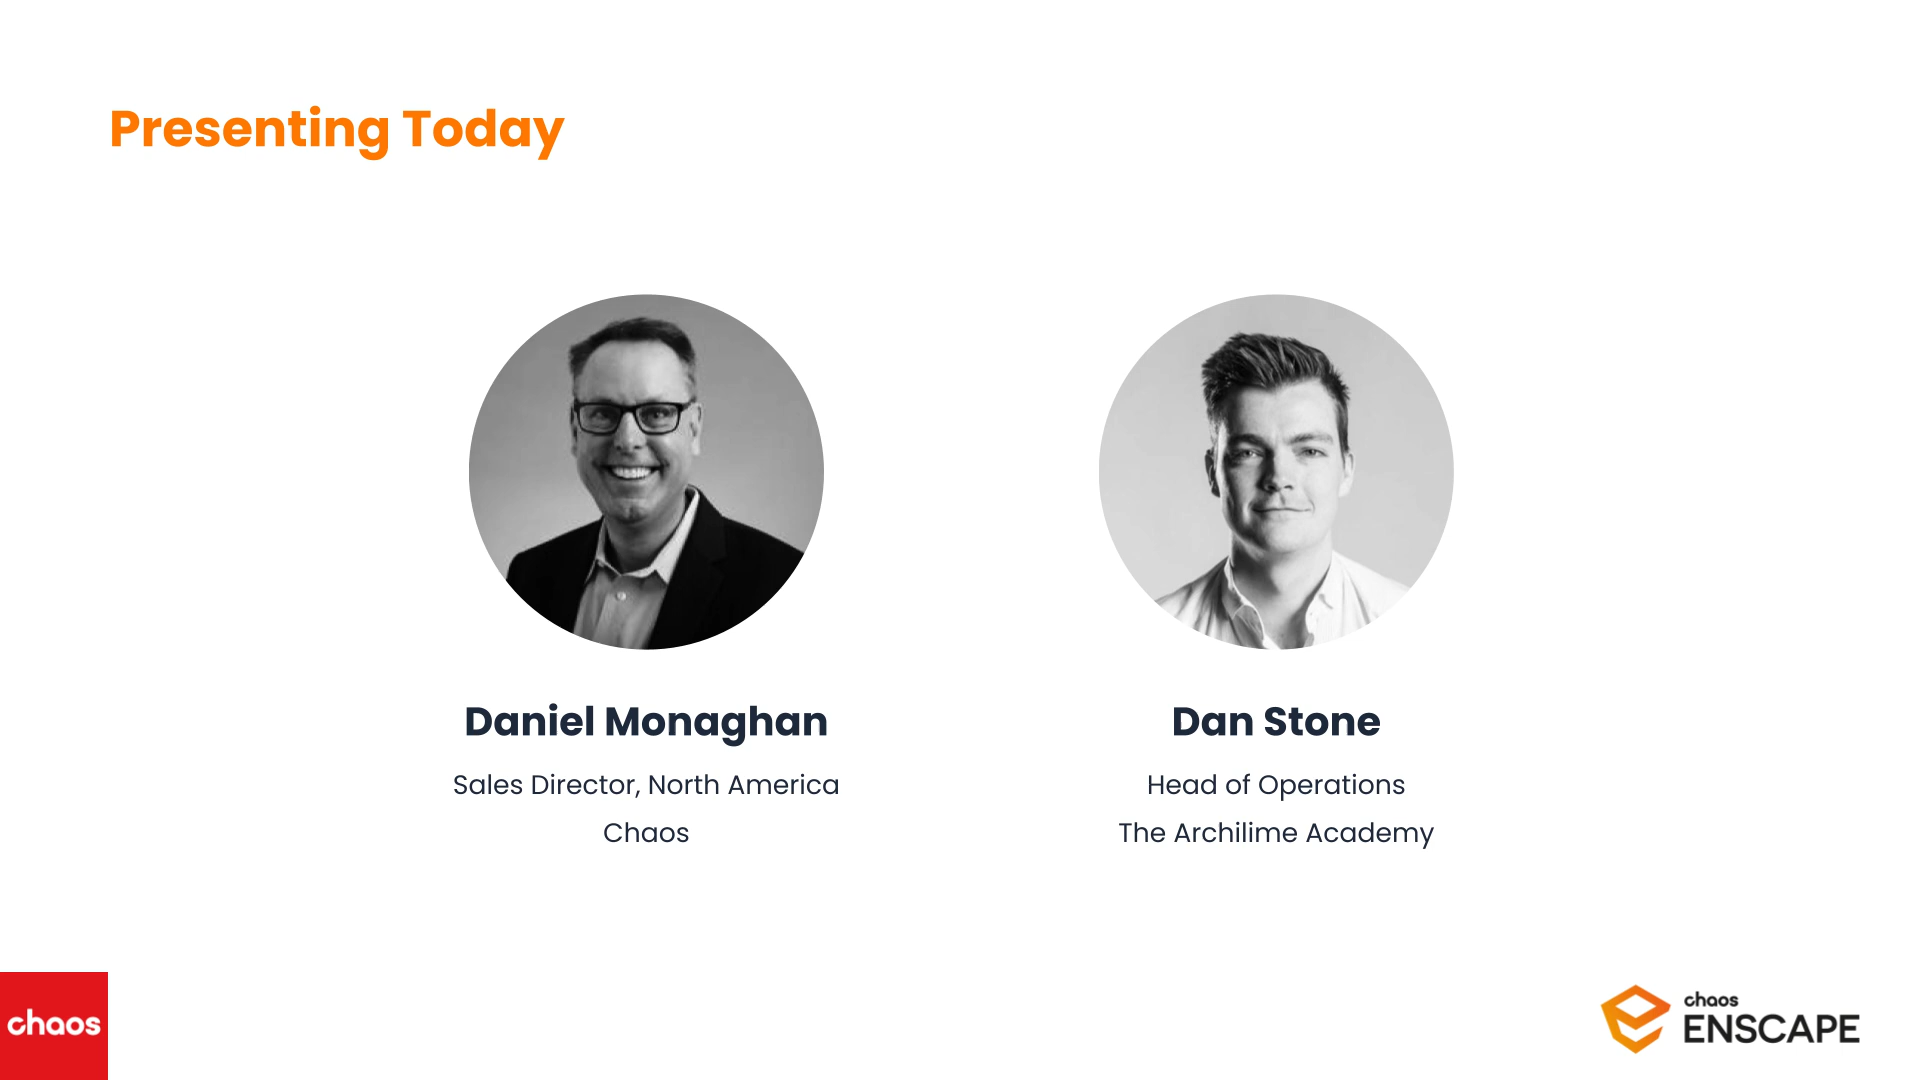 Presenting Today
Daniel Monaghan
Sales Director, North America
Chaos
Dan Stone
Head of Operations
The Archilime Academy
chaos
chaos
ENSCAPE